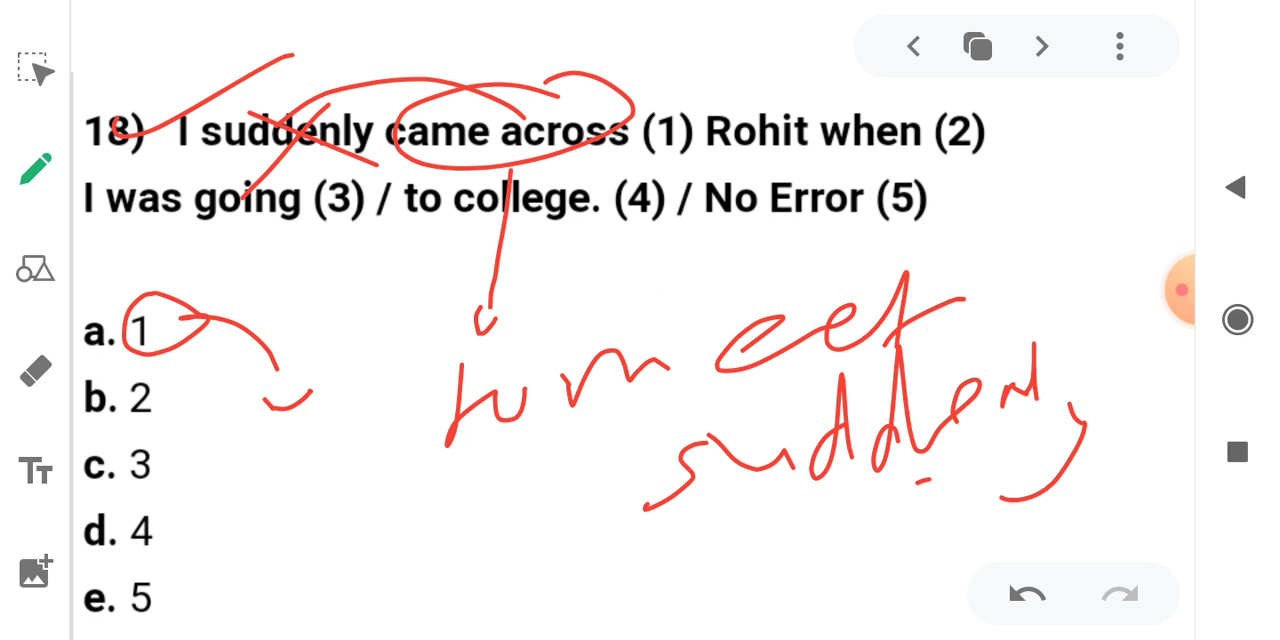 18) I suddenly came across (1) Rohit when (2)
I was going (3) / to college. (4) / No Error (5)
a. 1
b. 2
c. 3
d. 4
e. 5
to meet
suddenly
TT